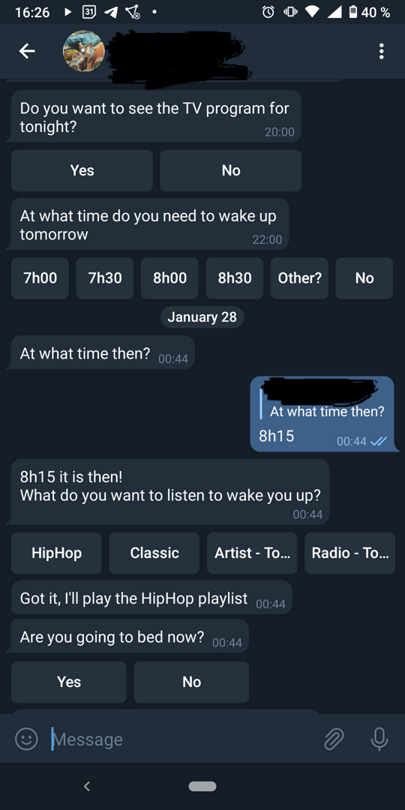 16:26
31
40 %
Do you want to see the TV program for
tonight?
20:00
Yes
No
At what time do you need to wake up
tomorrow
22:00
7h00
7h30
8h00
8h30
Other?
No
January 28
At what time then?
00:44
At what time then?
8h15
00:44
8h15 it is then!
What do you want to listen to wake you up?
00:44
HipHop
Classic
Artist - To...
Radio - To...
Got it, I'll play the HipHop playlist
00:44
Are you going to bed now?
00:44
Yes
No
Message